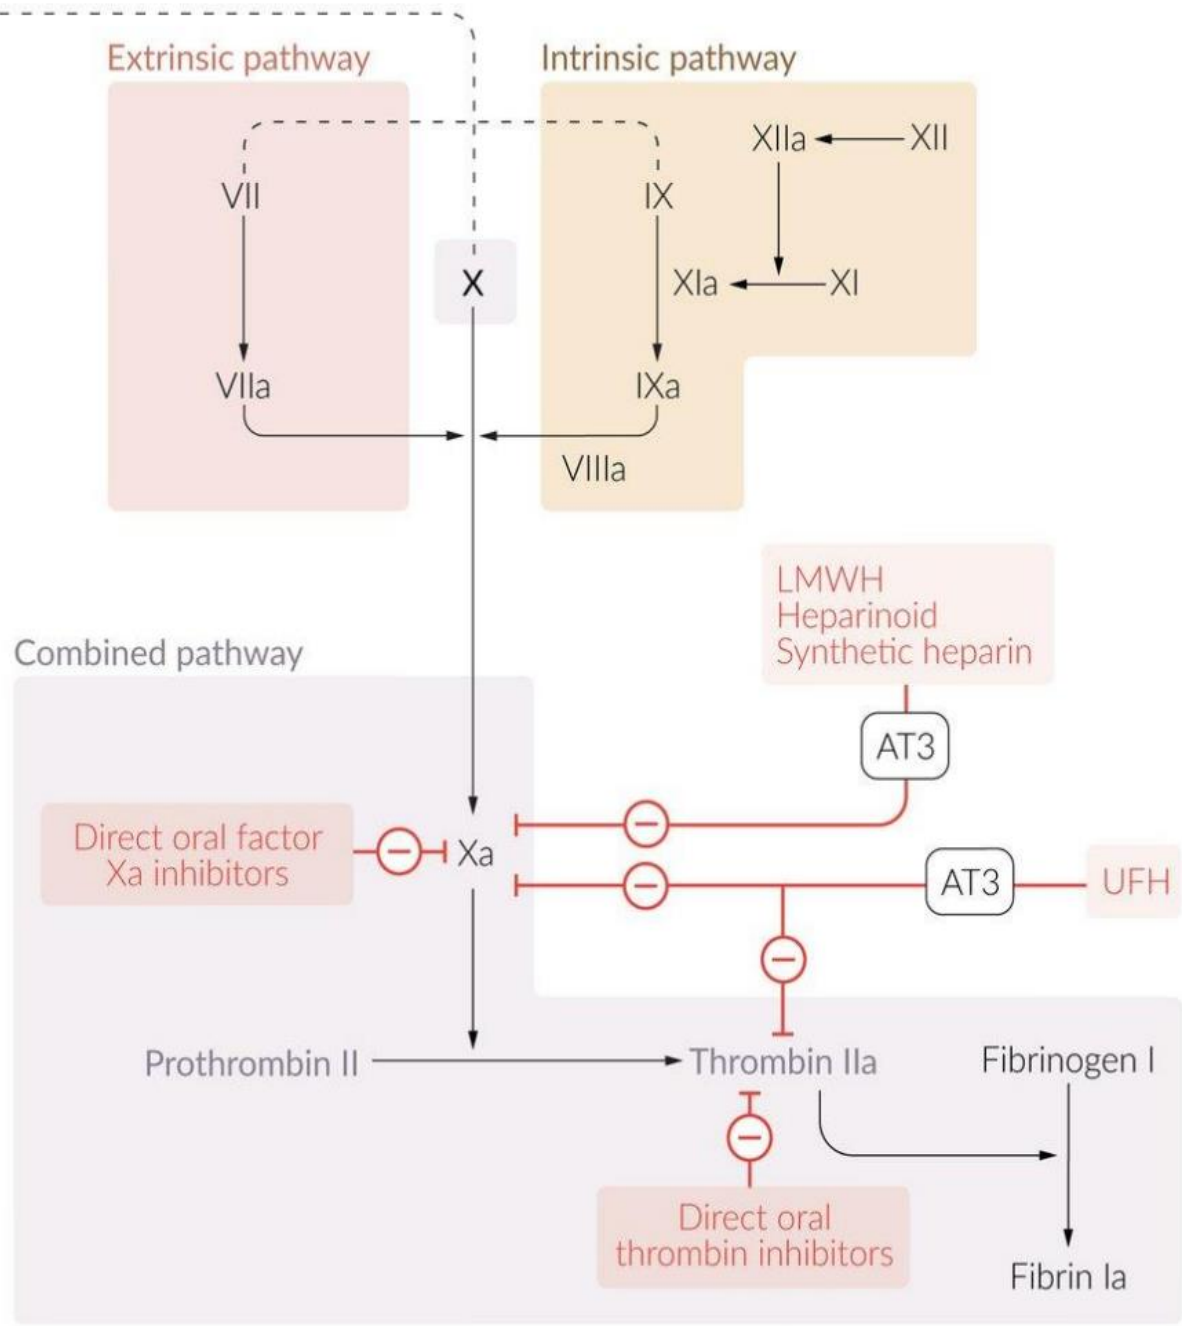 Extrinsic pathway
Intrinsic pathway
XIIa
XII
VII
IX
X
XIa
XI
VIIa
IXa
VIIIa
LMWH
Heparinoid
Synthetic heparin
Combined pathway
AT3
Direct oral factor
Xa inhibitors
Xa
AT3
UFH
Prothrombin II
Thrombin IIa
Fibrinogen I
Direct oral
thrombin inhibitors
Fibrin Ia